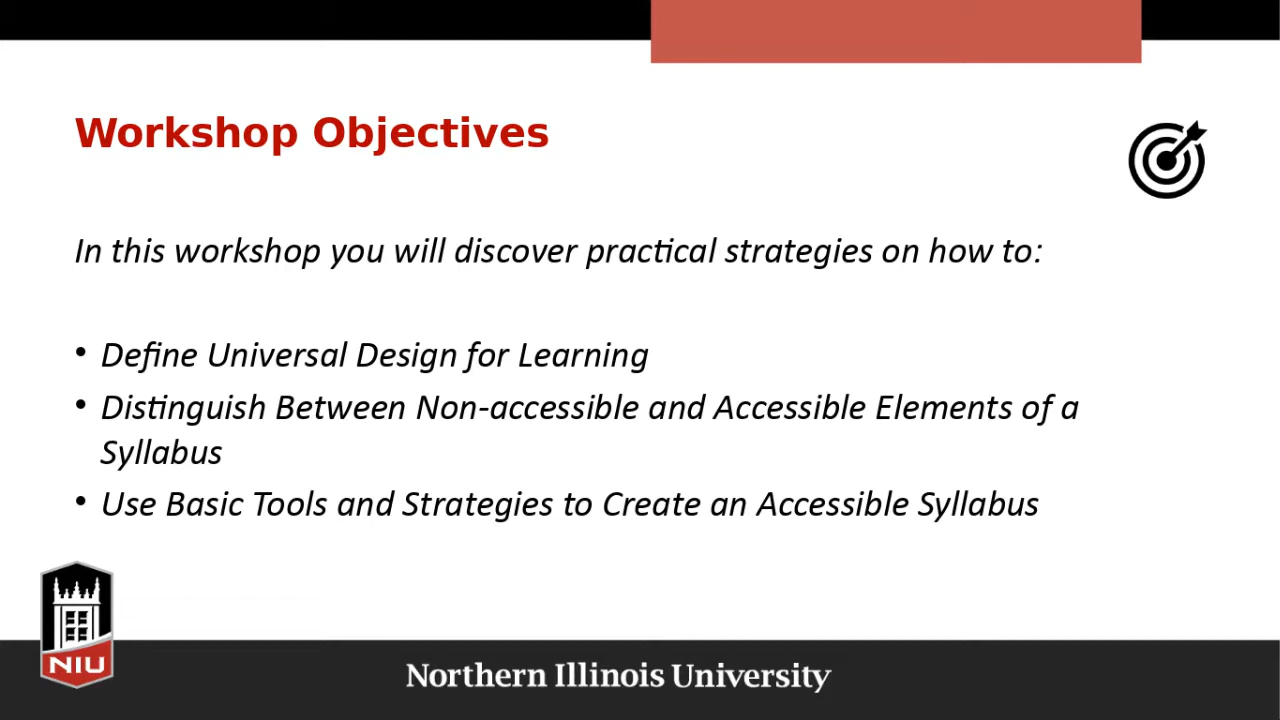 Workshop Objectives
In this workshop you will discover practical strategies on how to:
• Define Universal Design for Learning
• Distinguish Between Non-accessible and Accessible Elements of a
Syllabus
• Use Basic Tools and Strategies to Create an Accessible Syllabus
NIU
Northern Illinois University